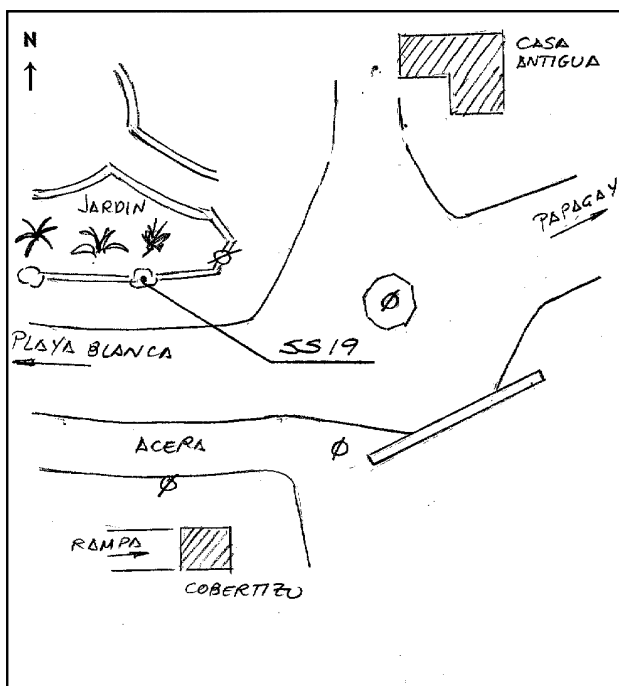 N
CASA
ANTIGUA
JARDIN
PAPAGAY
PLAYA BLANCA
SS19
ACERA
RAMPA
COBERTIZO